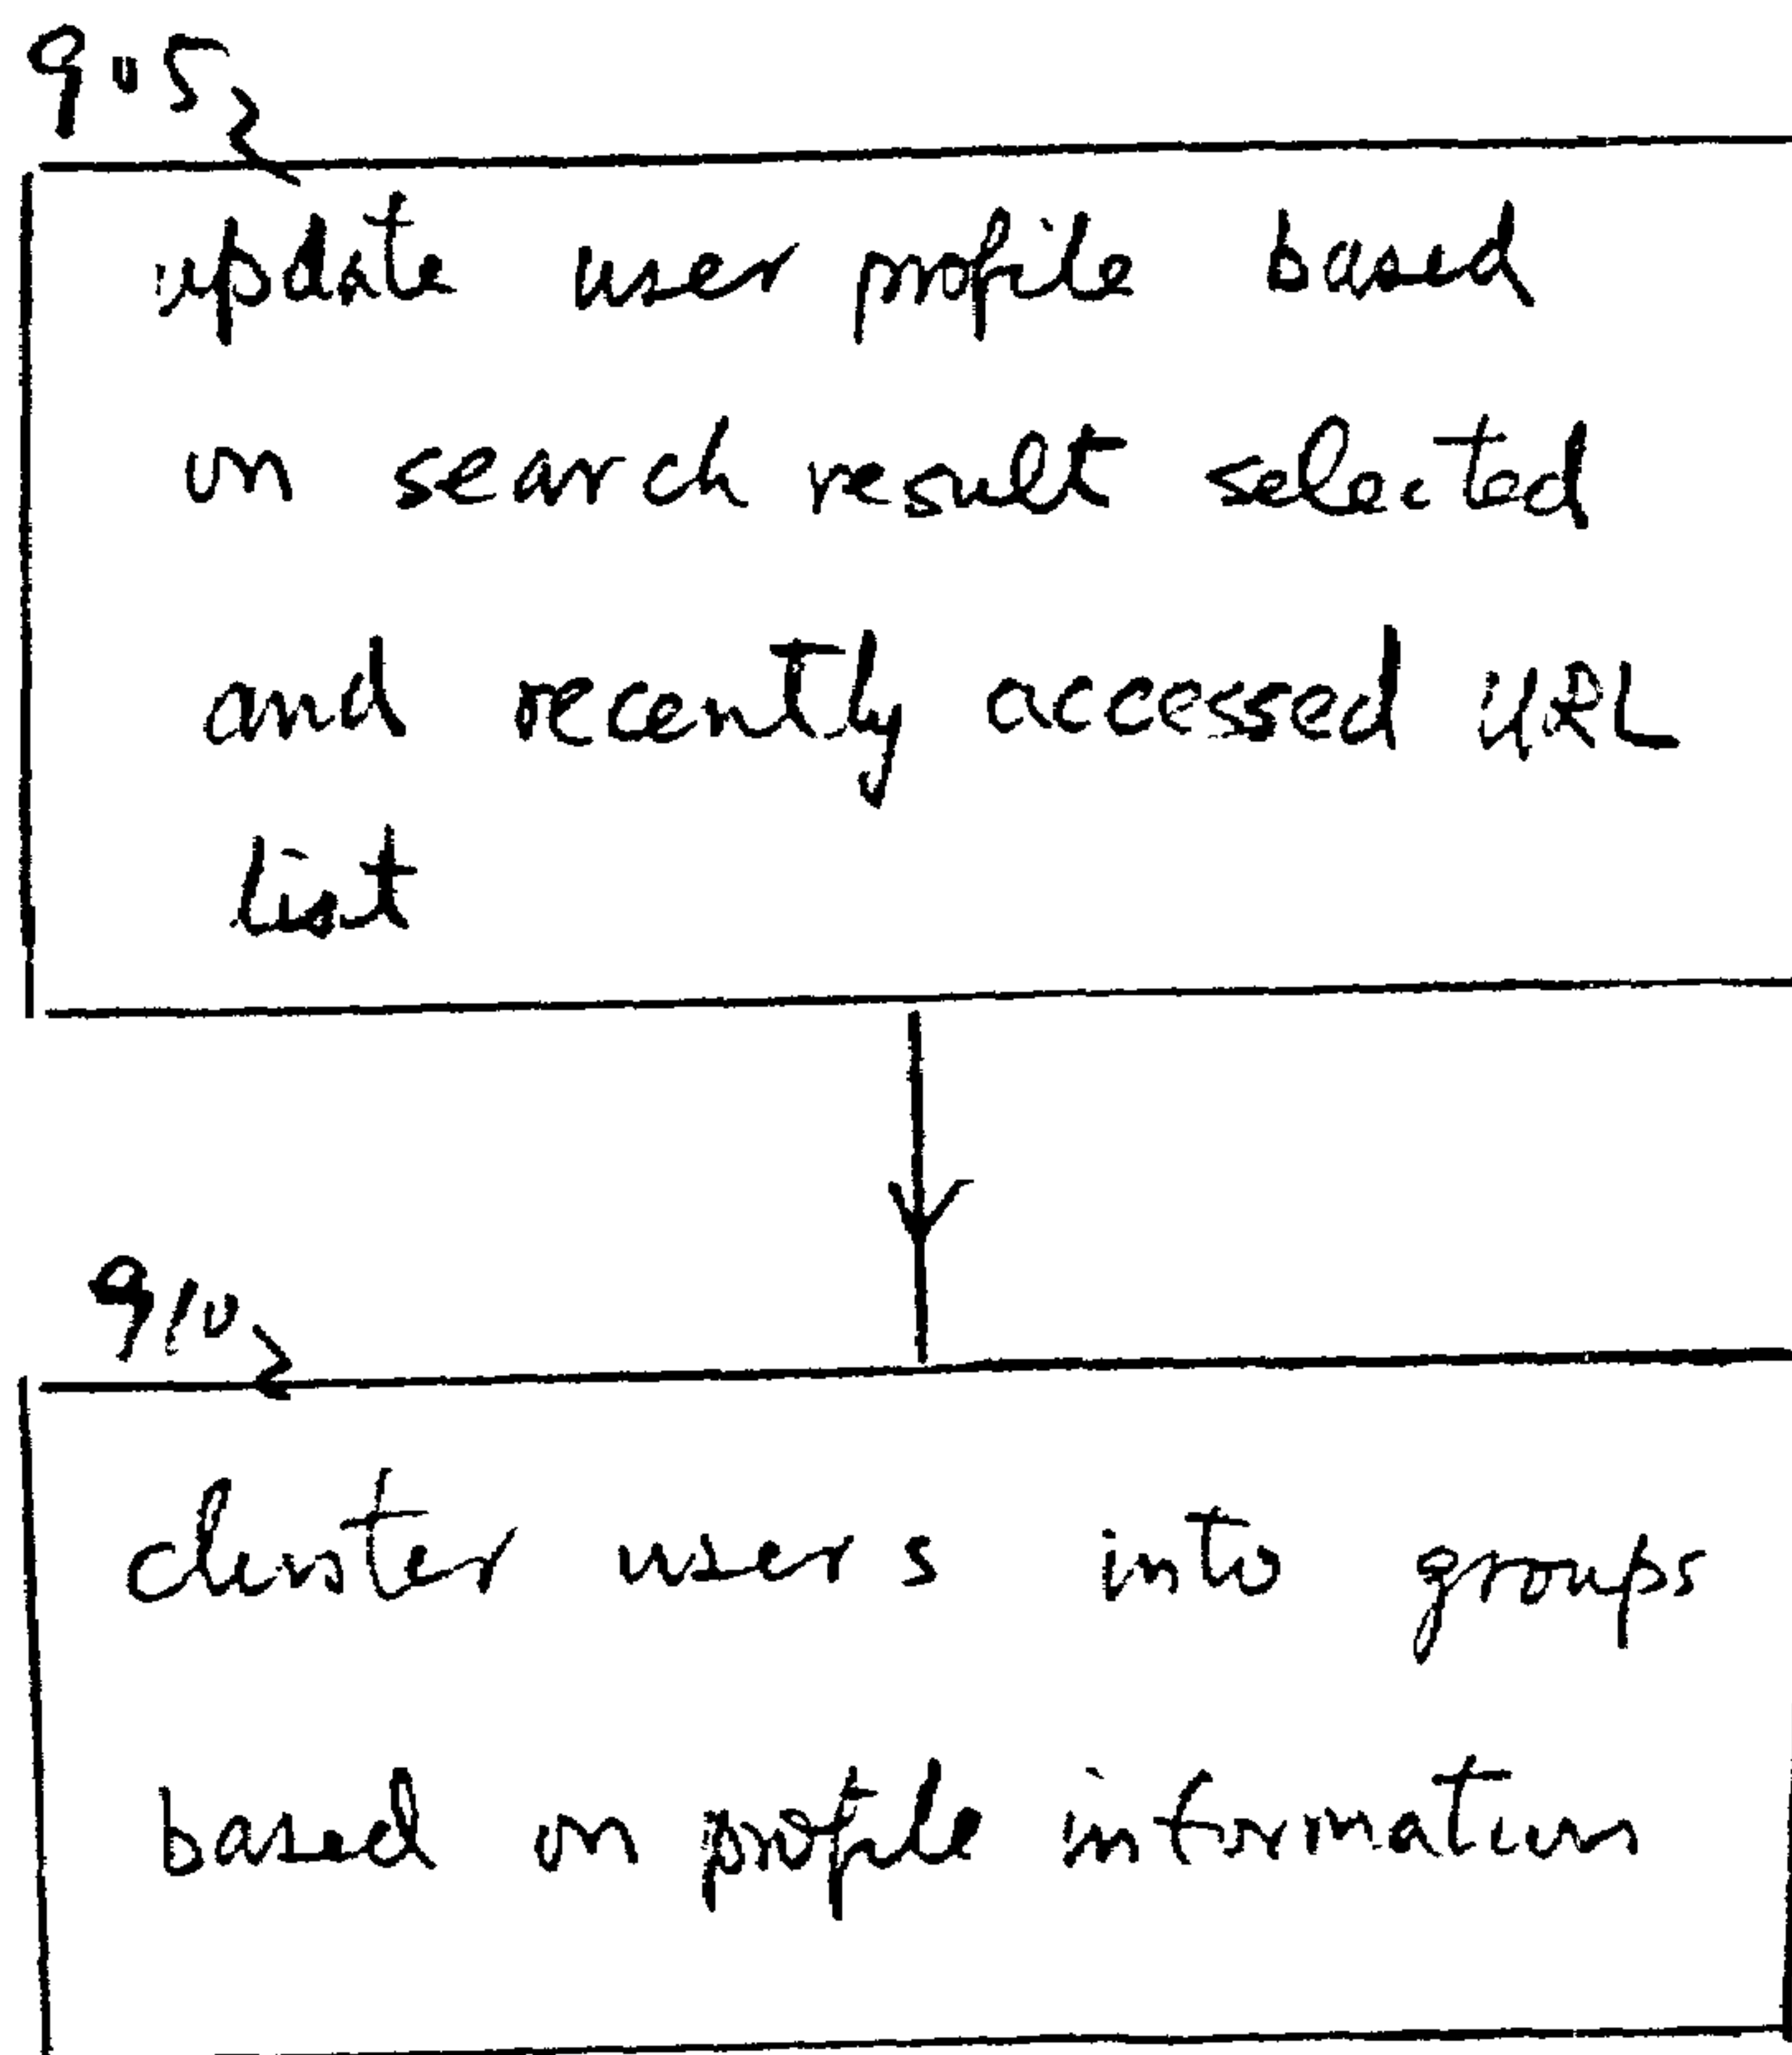 905
update user profile based
on search result selected
and recently accessed URL
list
910
cluster users into groups
based on profile information